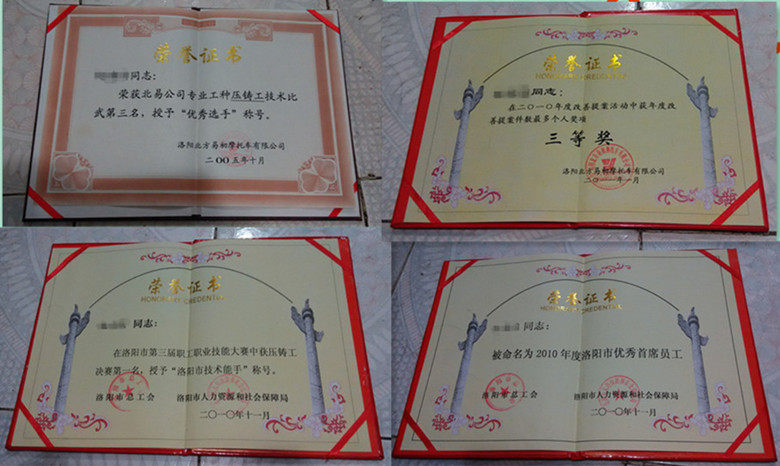 荣誉证书
同志：
荣获北易公司专业工种压铸工技术比
武第三名，授予“优秀选手”称号。
洛阳北方易初摩托车有限公司
二00五年十月
荣誉证书
HONORARY CREDENTIAL
同志：
在二〇一〇年度改善提案活动中获年度改
善提案件数最多个人奖项
三等奖
洛阳北方易初摩托车有限公司
二〇一一年一月
荣誉证书
HONORARY CREDENTIAL
同志：
在洛阳市第三届职工职业技能大赛中获压铸工
决赛第一名，授予“洛阳市技术能手”称号。
洛阳市总工会 洛阳市人力资源和社会保障局
二〇一〇年十一月
荣誉证书
HONORARY CREDENTIAL
同志：
被命名为2010年度洛阳市优秀首席员工
洛阳市总工会 洛阳市人力资源和社会保障局
二〇一〇年十一月